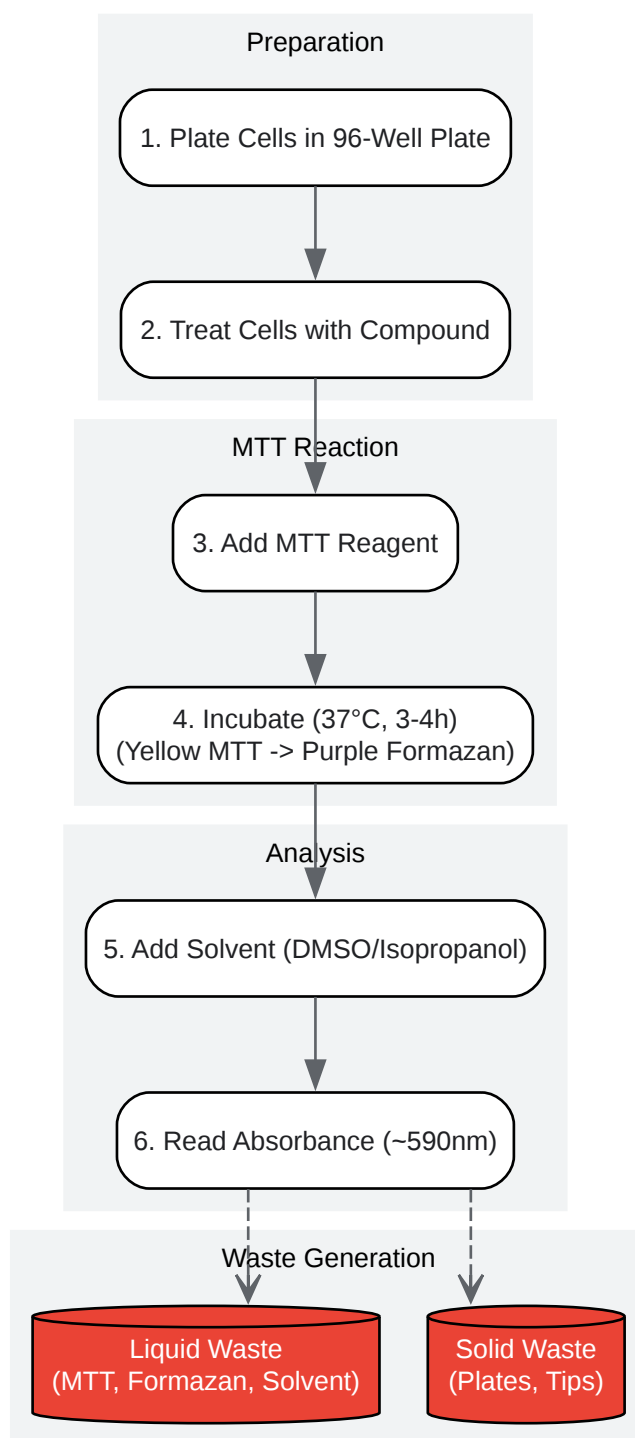 Preparation
1. Plate Cells in 96-Well Plate
2. Treat Cells with Compound
MTT Reaction
3. Add MTT Reagent
4. Incubate (37°C, 3-4h)
(Yellow MTT -> Purple Formazan)
Analysis
5. Add Solvent (DMSO/Isopropanol)
6. Read Absorbance (~590nm)
Waste Generation
Liquid Waste
(MTT, Formazan, Solvent)
Solid Waste
(Plates, Tips)